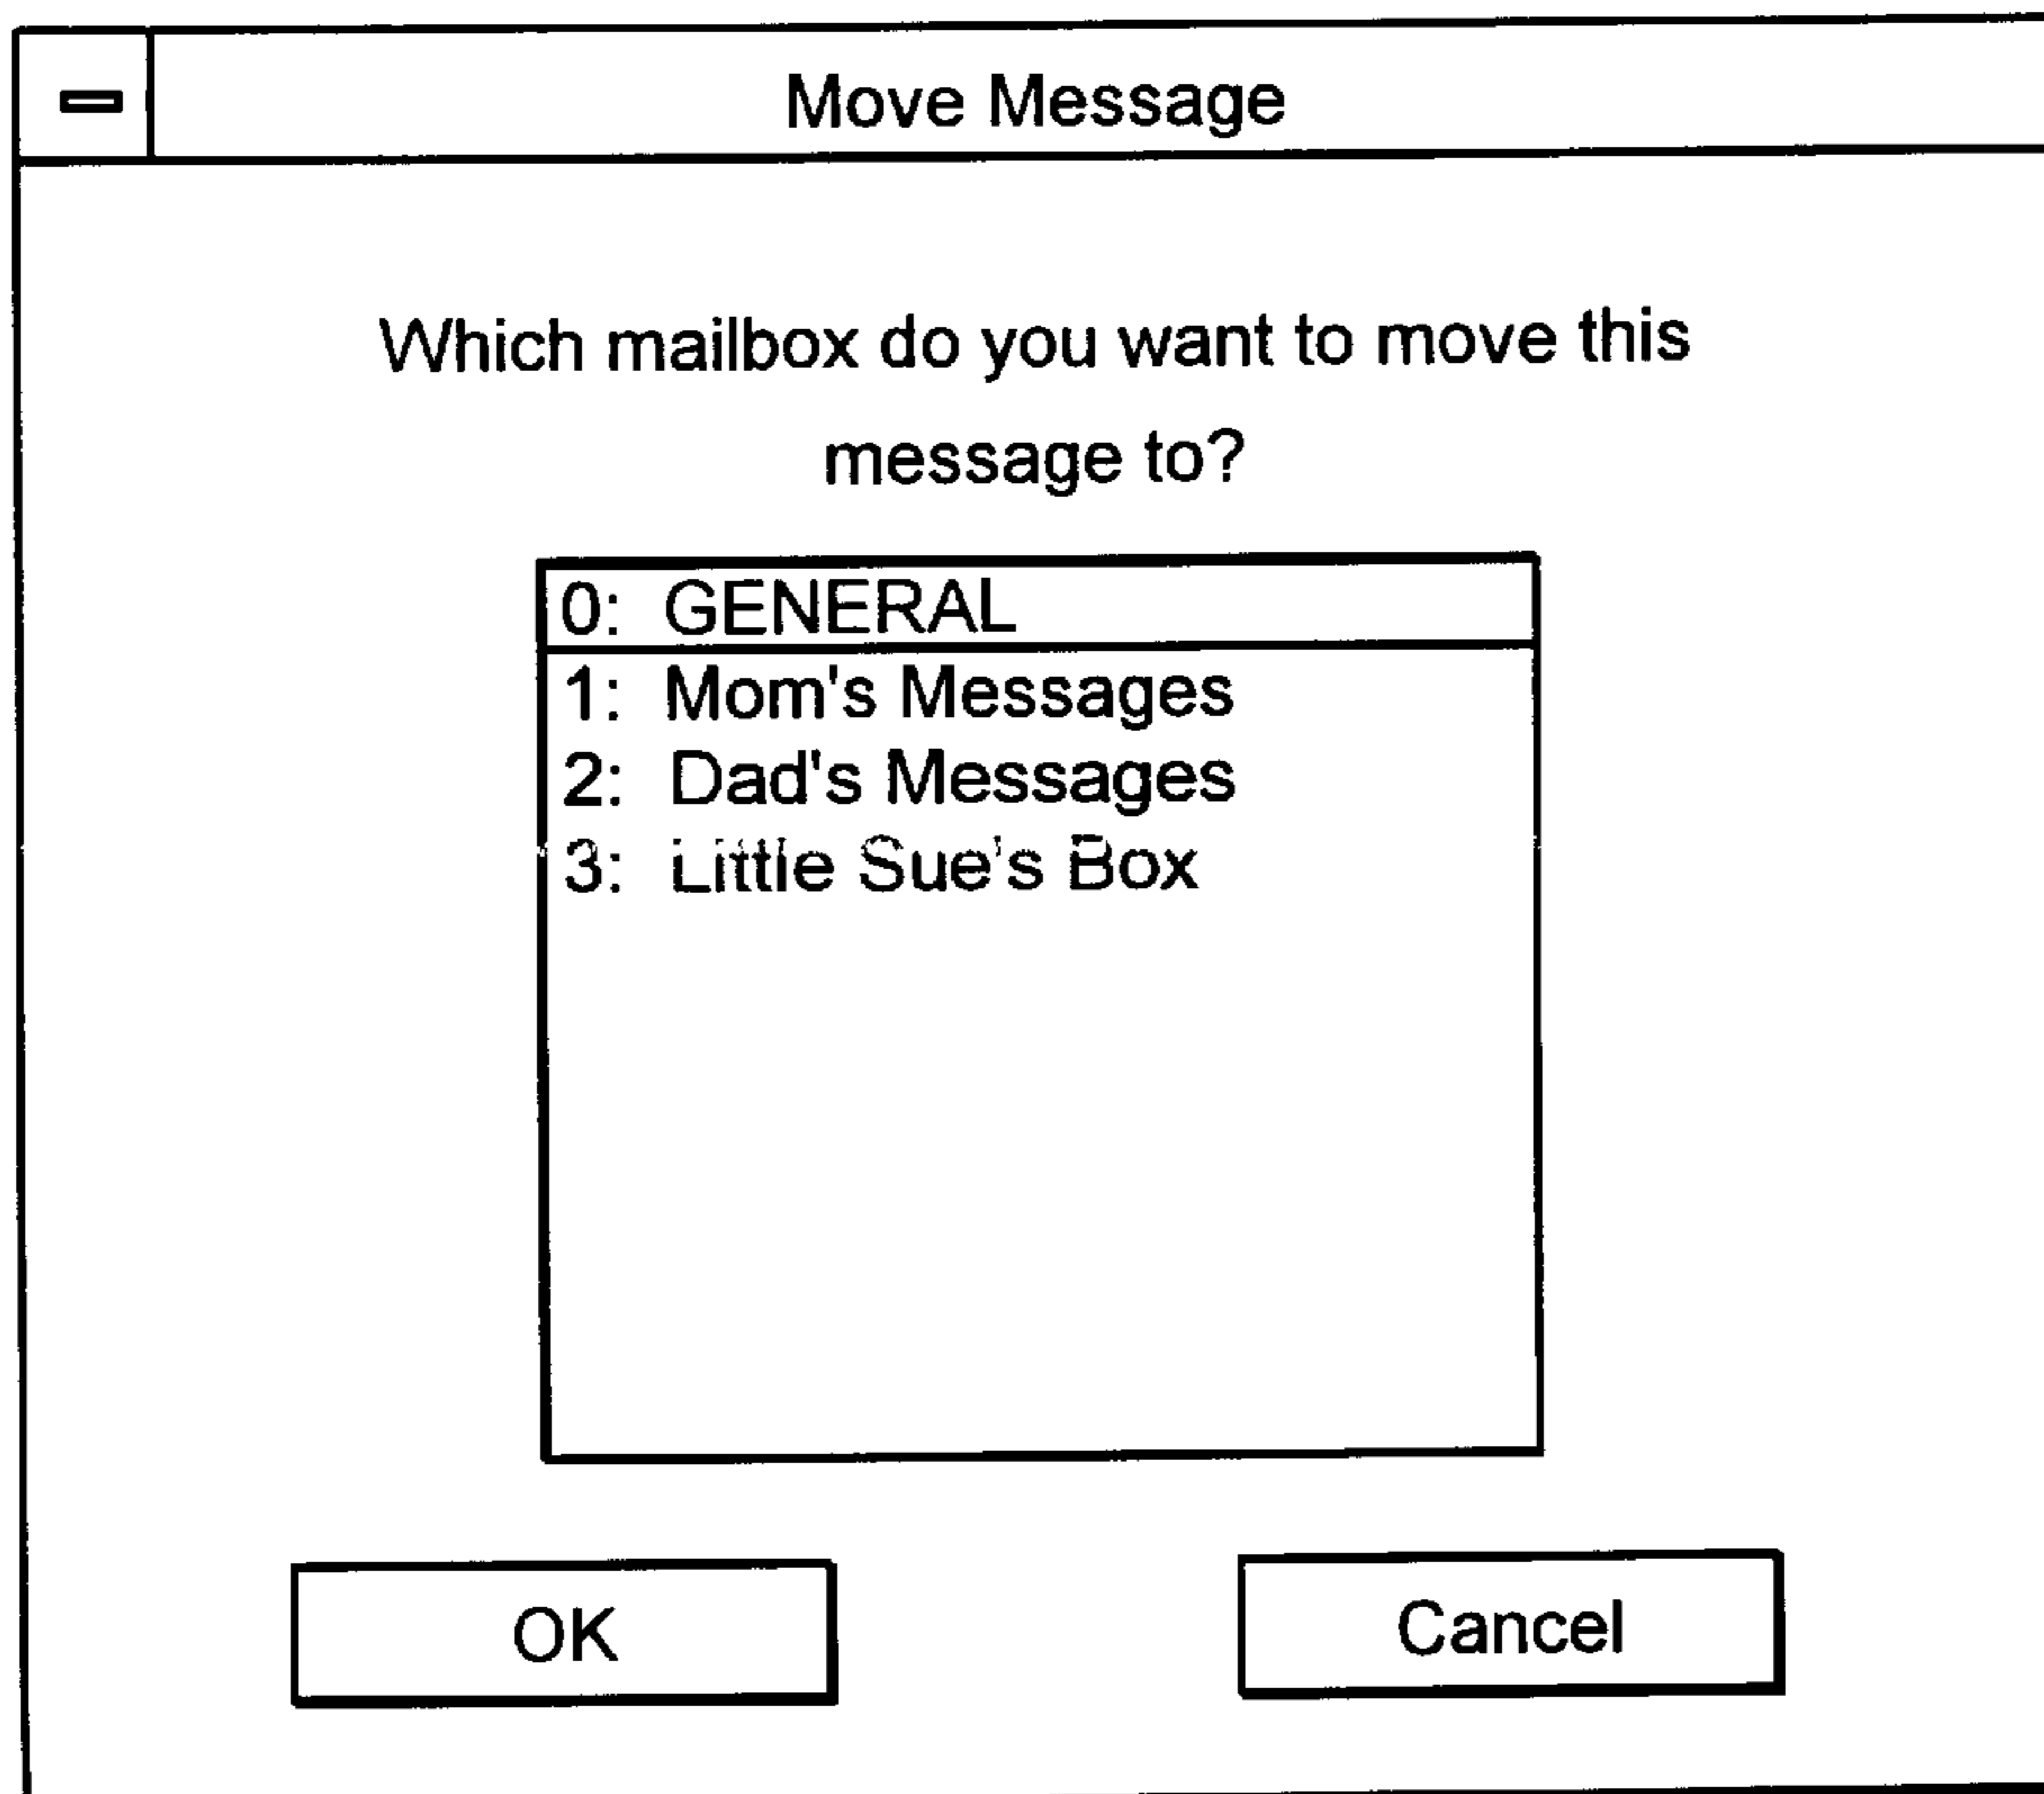 Move Message
Which mailbox do you want to move this
message to?
0: GENERAL
1: Mom's Messages
2: Dad's Messages
3: Little Sue's Box
OK
Cancel